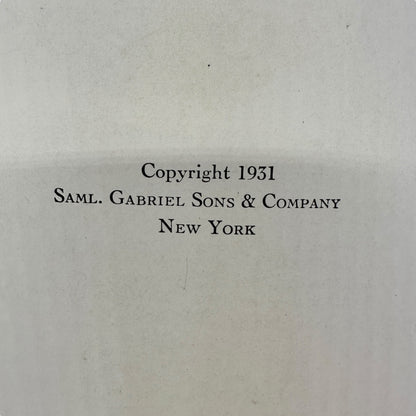 Copyright 1931
Saml. Gabriel Sons & Company
New York